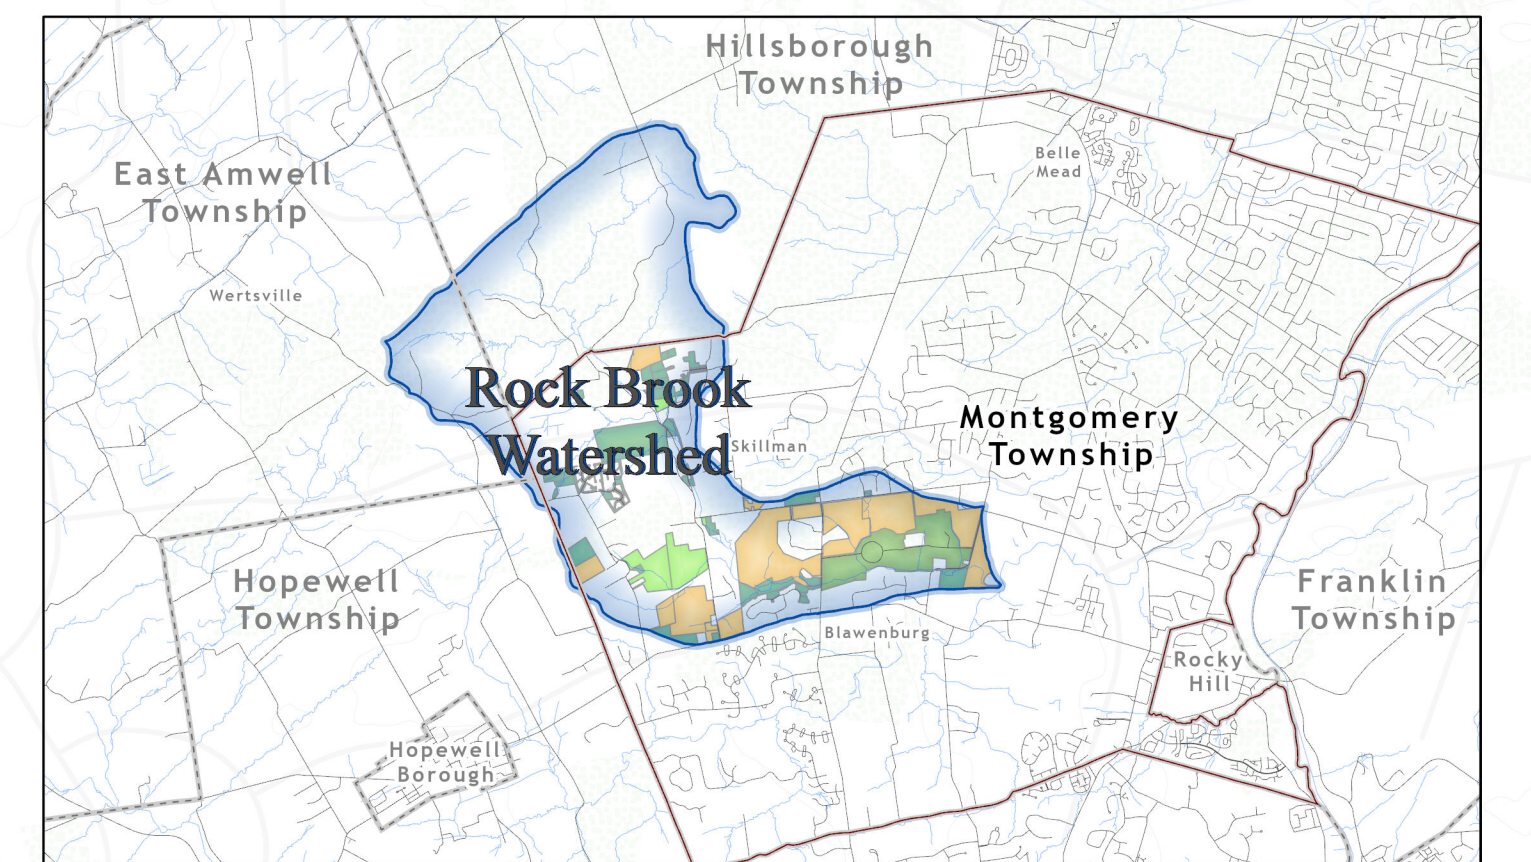 Hillsborough
Township
Belle
Mead
East Amwell
Township
Wertsville
Rock Brook
Watershed
Skillman
Montgomery
Township
Hopewell
Township
Franklin
Township
Blawenburg
Rocky
Hill
Hopewell
Borough